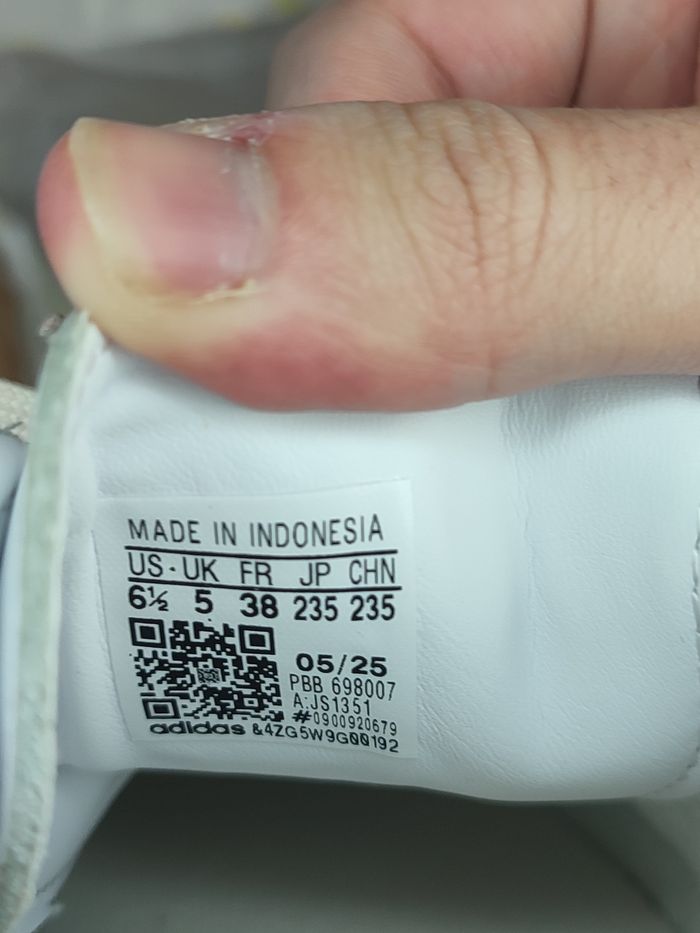 MADE IN INDONESIA
US · UK FR JP CHN
6½ 5 38 235 235
05/25
PBB 698007
A:JS1351
#0900920679
adidas &4ZG5W9G00192